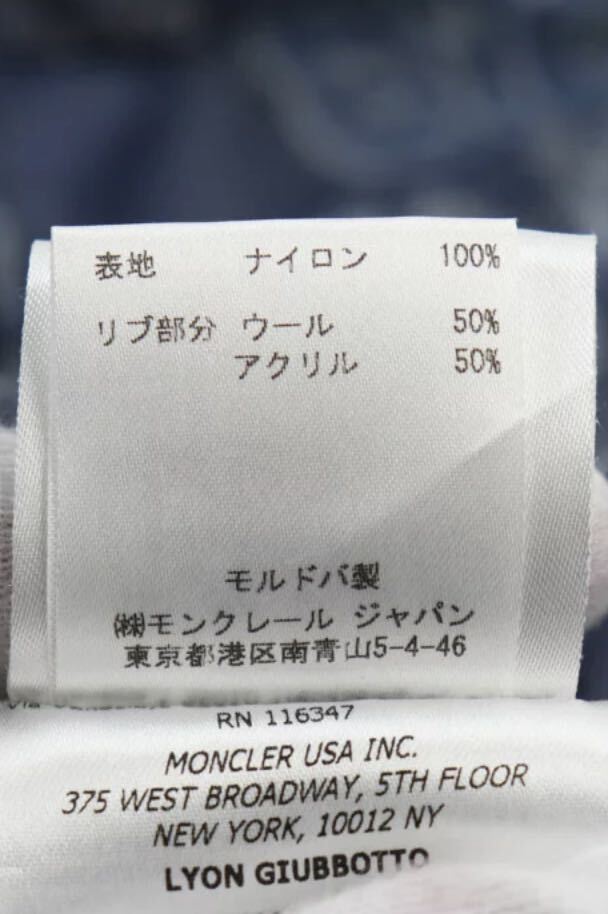 表地 ナイロン 100%
リブ部分 ウール 50%
アクリル 50%
モルドバ製
㈱モンクレール ジャパン
東京都港区南青山5-4-46
RN 116347
MONCLER USA INC.
375 WEST BROADWAY, 5TH FLOOR
NEW YORK, 10012 NY
LYON GIUBBOTTO